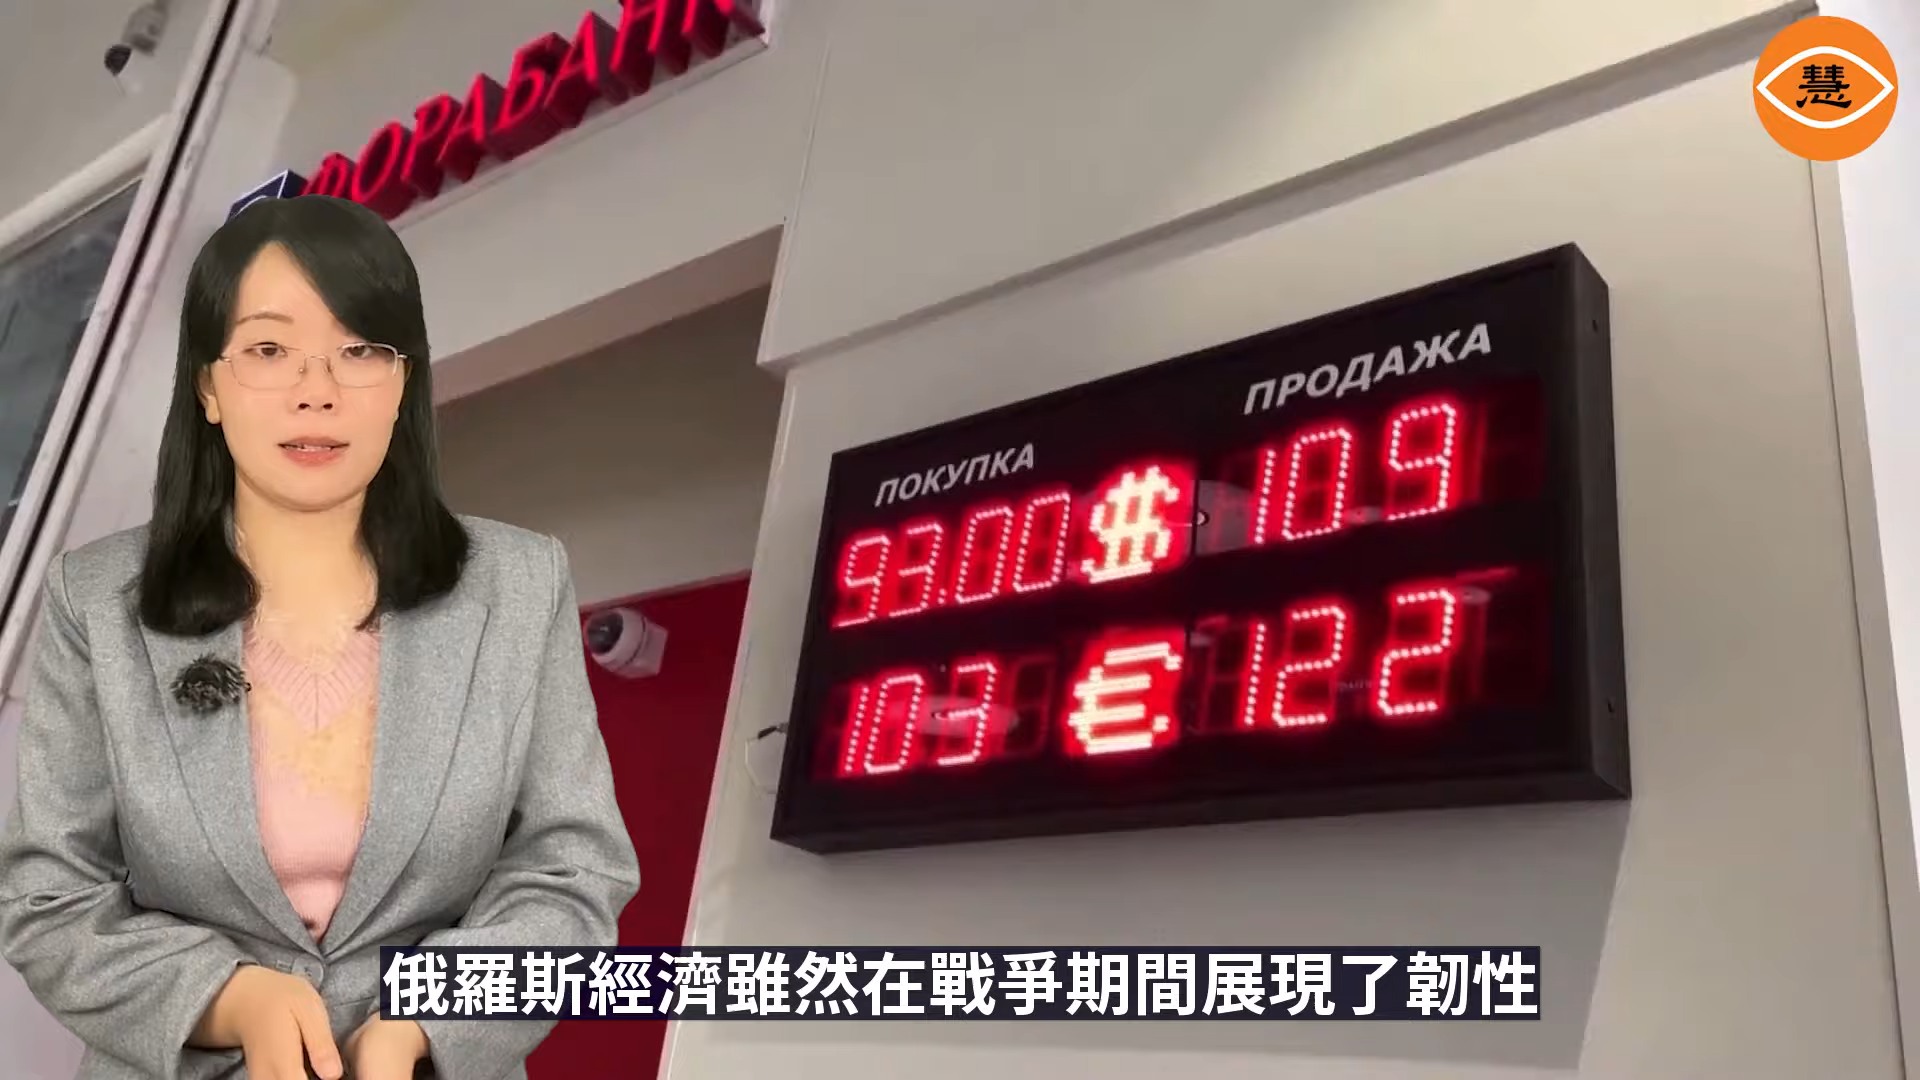 ФОРАБАНК
慧
ПОКУПКА ПРОДАЖА
93.00 $ 109
103 € 122
俄羅斯經濟雖然在戰爭期間展現了韌性